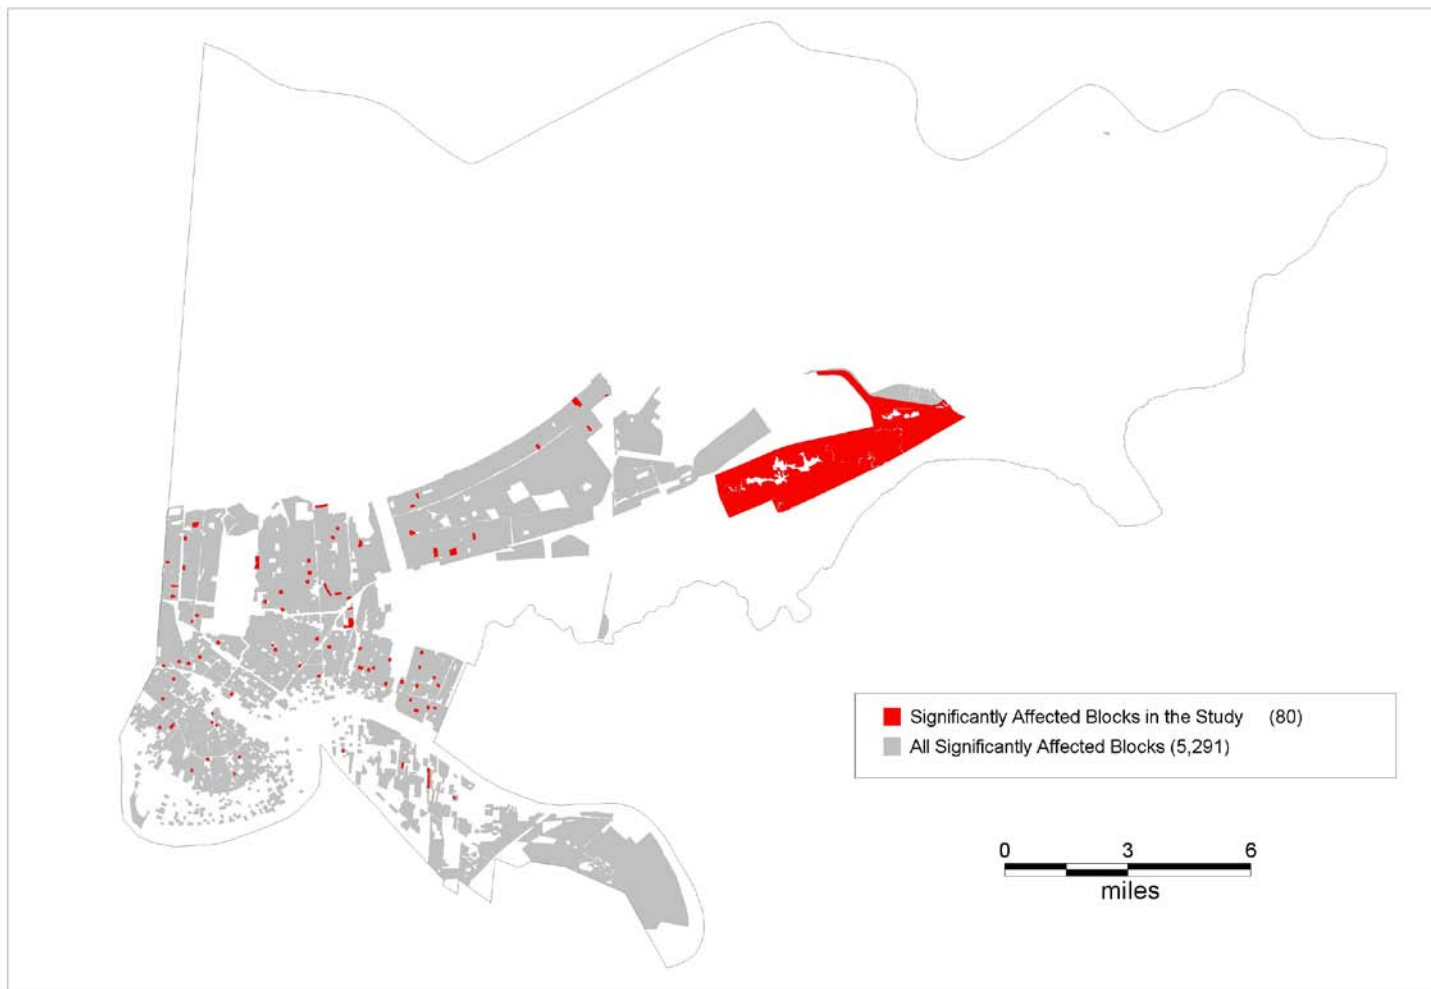 Significantly Affected Blocks in the Study (80)
All Significantly Affected Blocks (5,291)
0 3 6
miles